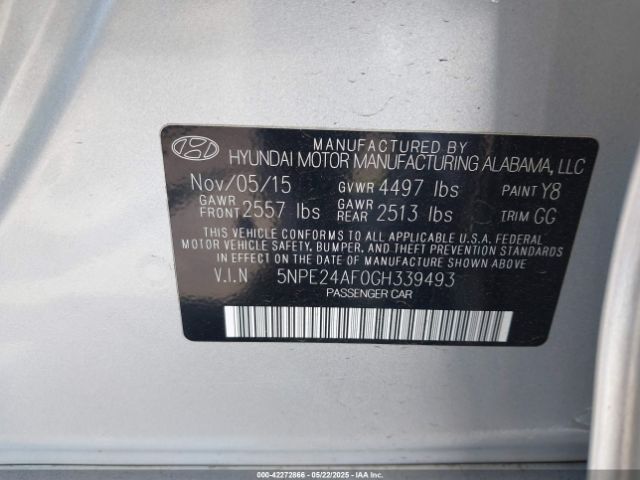 MANUFACTURED BY
HYUNDAI MOTOR MANUFACTURING ALABAMA, LLC
Nov/05/15 GVWR 4497 lbs PAINT Y8
GAWR FRONT 2557 lbs GAWR REAR 2513 lbs TRIM GG
THIS VEHICLE CONFORMS TO ALL APPLICABLE U.S.A. FEDERAL
MOTOR VEHICLE SAFETY, BUMPER, AND THEFT PREVENTION STANDARDS
IN EFFECT ON THE DATE OF MANUFACTURE SHOWN ABOVE.
V.I.N 5NPE24AF0GH339493
PASSENGER CAR
000-42272866 - 05/22/2025 - IAAI.COM